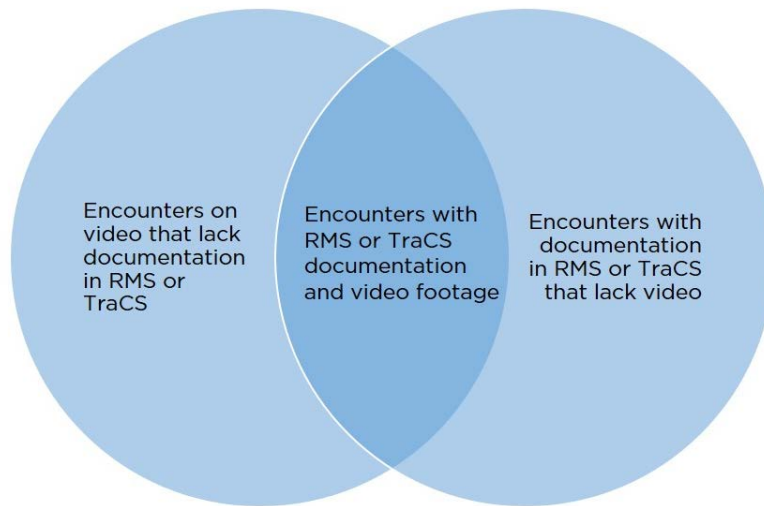 Encounters on
video that lack
documentation
in RMS or
TraCS
Encounters with
RMS or TraCS
documentation
and video footage
Encounters with
documentation
in RMS or TraCS
that lack video